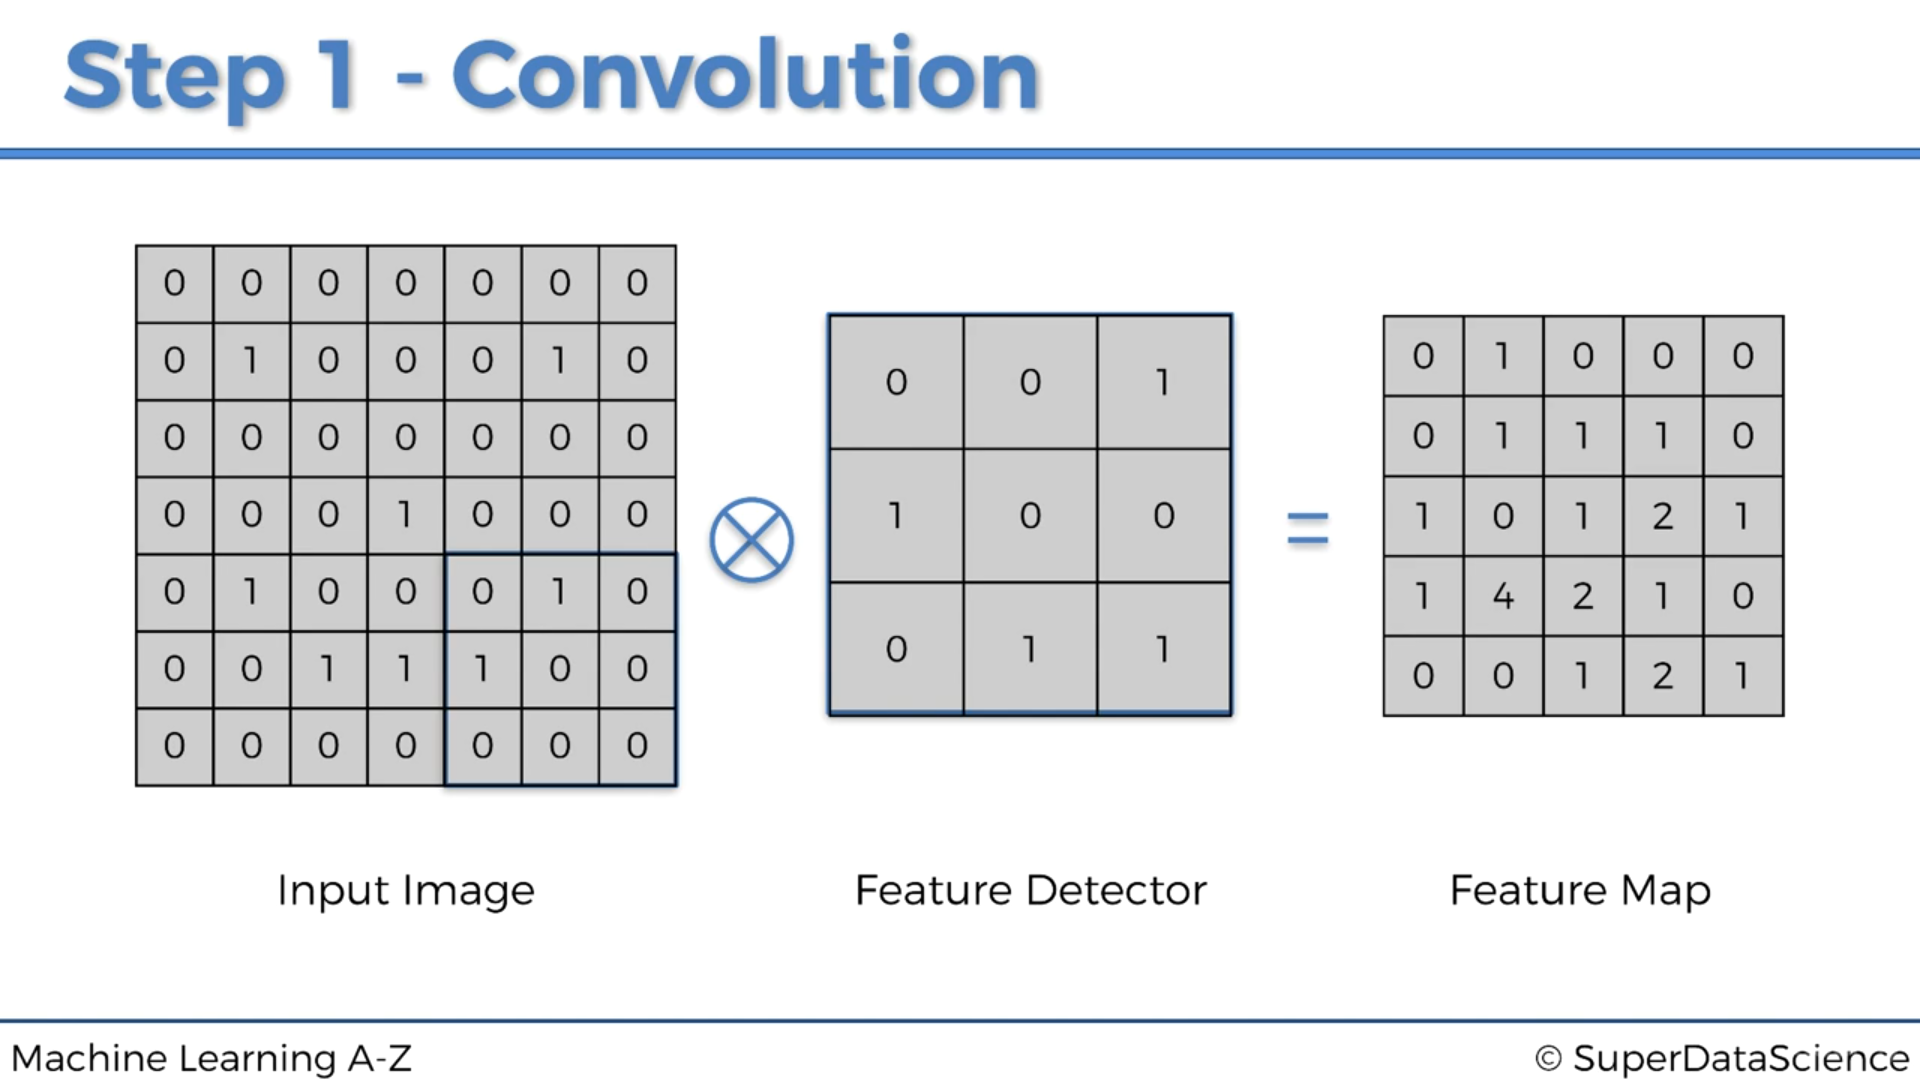 Step 1 - Convolution
0 0 0 0 0 0 0
0 1 0 0 0 1 0
0 0 0 0 0 0 0
0 0 0 1 0 0 0
0 1 0 0 0 1 0
0 0 1 1 1 0 0
0 0 0 0 0 0 0
Input Image
0 0 1
1 0 0
0 1 1
Feature Detector
=
0 1 0 0 0
0 1 1 1 0
1 0 1 2 1
1 4 2 1 0
0 0 1 2 1
Feature Map
Machine Learning A-Z
© SuperDataScience